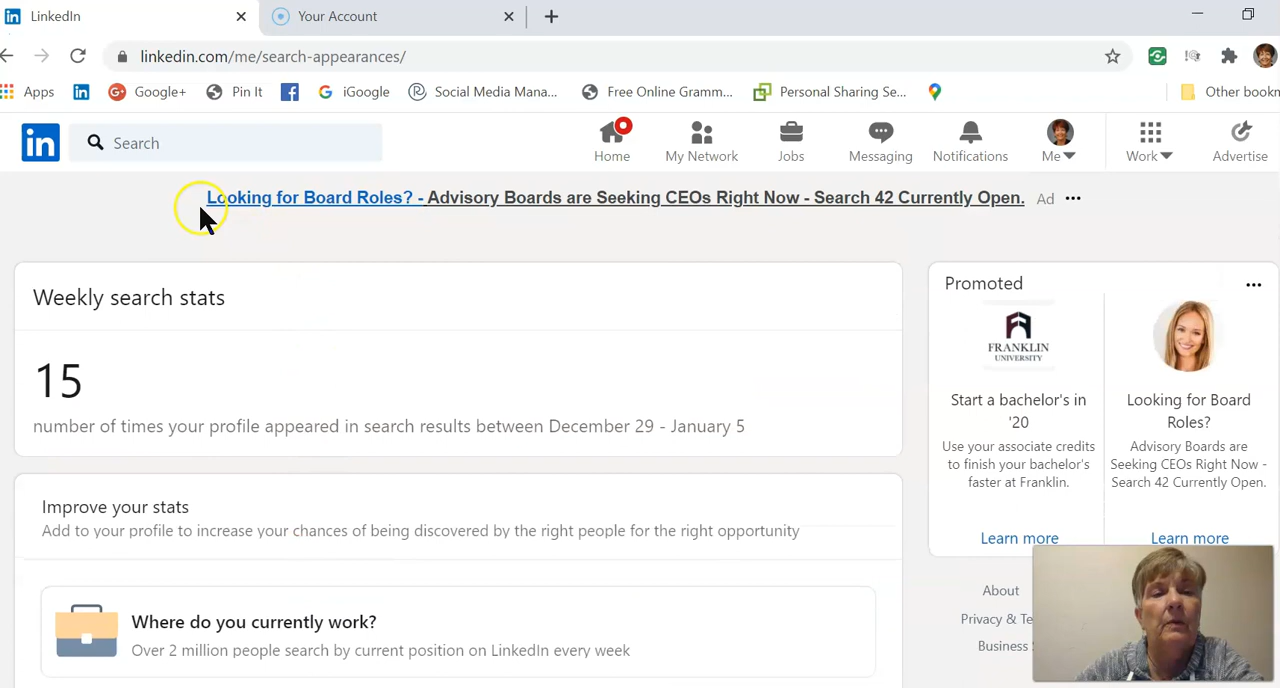 LinkedIn
Your Account
linkedin.com/me/search-appearances/
Apps
Google+
Pin It
iGoogle
Social Media Mana...
Free Online Gramm...
Personal Sharing Se...
Other bookm
in
Search
Home
My Network
Jobs
Messaging
Notifications
Me
Work
Advertise
Looking for Board Roles? - Advisory Boards are Seeking CEOs Right Now - Search 42 Currently Open.
Ad
Weekly search stats
15
number of times your profile appeared in search results between December 29 - January 5
Improve your stats
Add to your profile to increase your chances of being discovered by the right people for the right opportunity
Where do you currently work?
Over 2 million people search by current position on LinkedIn every week
Promoted
FRANKLIN
UNIVERSITY
Start a bachelor's in
'20
Use your associate credits
to finish your bachelor's
faster at Franklin.
Learn more
Looking for Board
Roles?
Advisory Boards are
Seeking CEOs Right Now -
Search 42 Currently Open.
Learn more
About
Privacy & Te
Business